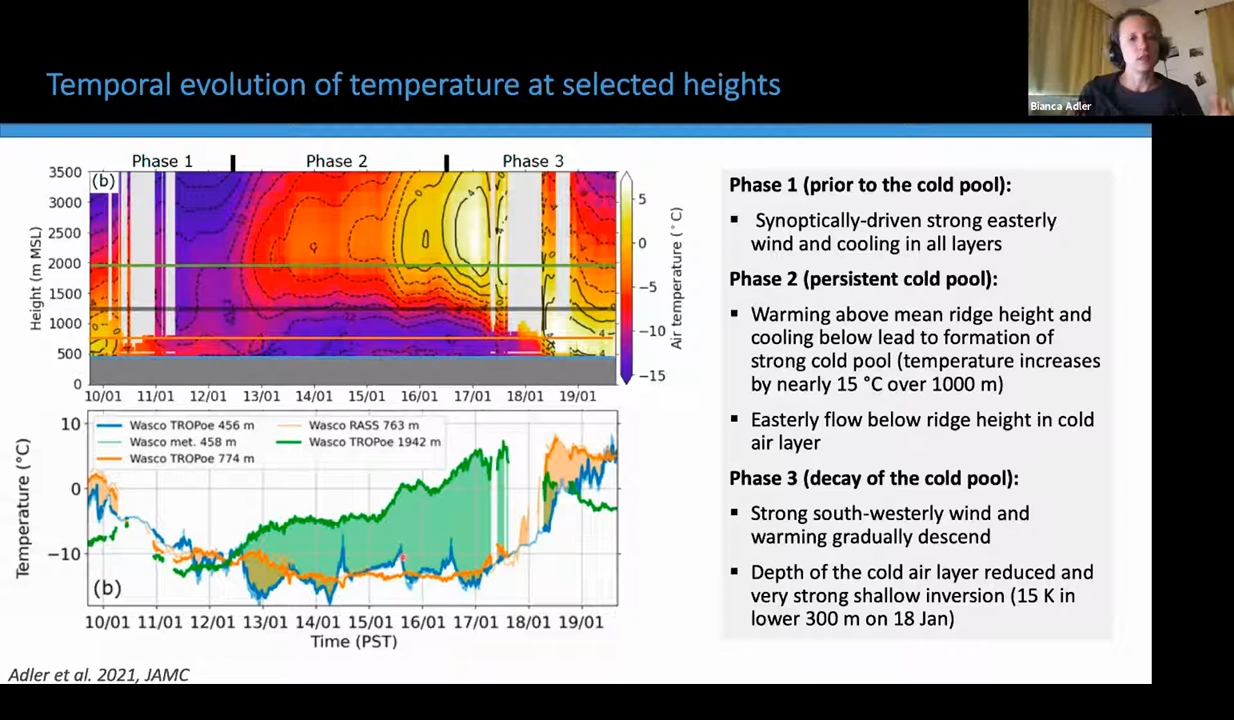 Temporal evolution of temperature at selected heights
Bianca Adler
Phase 1 Phase 2 Phase 3
(b)
Height (m MSL)
3500
3000
2500
2000
1500
1000
500
0
10/01 11/01 12/01 13/01 14/01 15/01 16/01 17/01 18/01 19/01
5
0
−5
−10
−15
Air temperature (°C)
Temperature (°C)
10
0
−10
Wasco TROPoe 456 m
Wasco met. 458 m
Wasco TROPoe 774 m
Wasco RASS 763 m
Wasco TROPoe 1942 m
(b)
10/01 11/01 12/01 13/01 14/01 15/01 16/01 17/01 18/01 19/01
Time (PST)
Phase 1 (prior to the cold pool):
▪ Synoptically-driven strong easterly
wind and cooling in all layers
Phase 2 (persistent cold pool):
▪ Warming above mean ridge height and
cooling below lead to formation of
strong cold pool (temperature increases
by nearly 15 °C over 1000 m)
▪ Easterly flow below ridge height in cold
air layer
Phase 3 (decay of the cold pool):
▪ Strong south-westerly wind and
warming gradually descend
▪ Depth of the cold air layer reduced and
very strong shallow inversion (15 K in
lower 300 m on 18 Jan)
Adler et al. 2021, JAMC